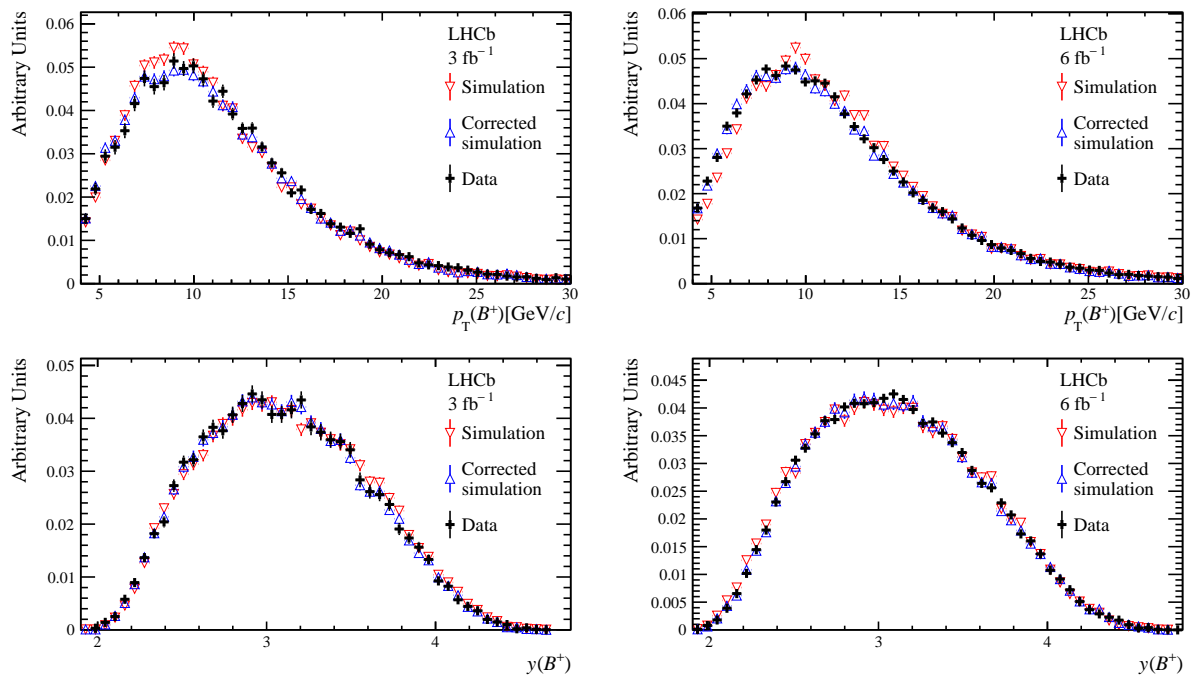 Arbitrary Units
0.06
0.05
0.04
0.03
0.02
0.01
0
5 10 15 20 25 30
p_T(B⁺)[GeV/c]
LHCb
3 fb⁻¹
Simulation
Corrected
simulation
Data
Arbitrary Units
0.06
0.05
0.04
0.03
0.02
0.01
0
5 10 15 20 25 30
p_T(B⁺)[GeV/c]
LHCb
6 fb⁻¹
Simulation
Corrected
simulation
Data
Arbitrary Units
0.05
0.04
0.03
0.02
0.01
0
2 3 4
y(B⁺)
LHCb
3 fb⁻¹
Simulation
Corrected
simulation
Data
Arbitrary Units
0.045
0.04
0.035
0.03
0.025
0.02
0.015
0.01
0.005
0
2 3 4
y(B⁺)
LHCb
6 fb⁻¹
Simulation
Corrected
simulation
Data